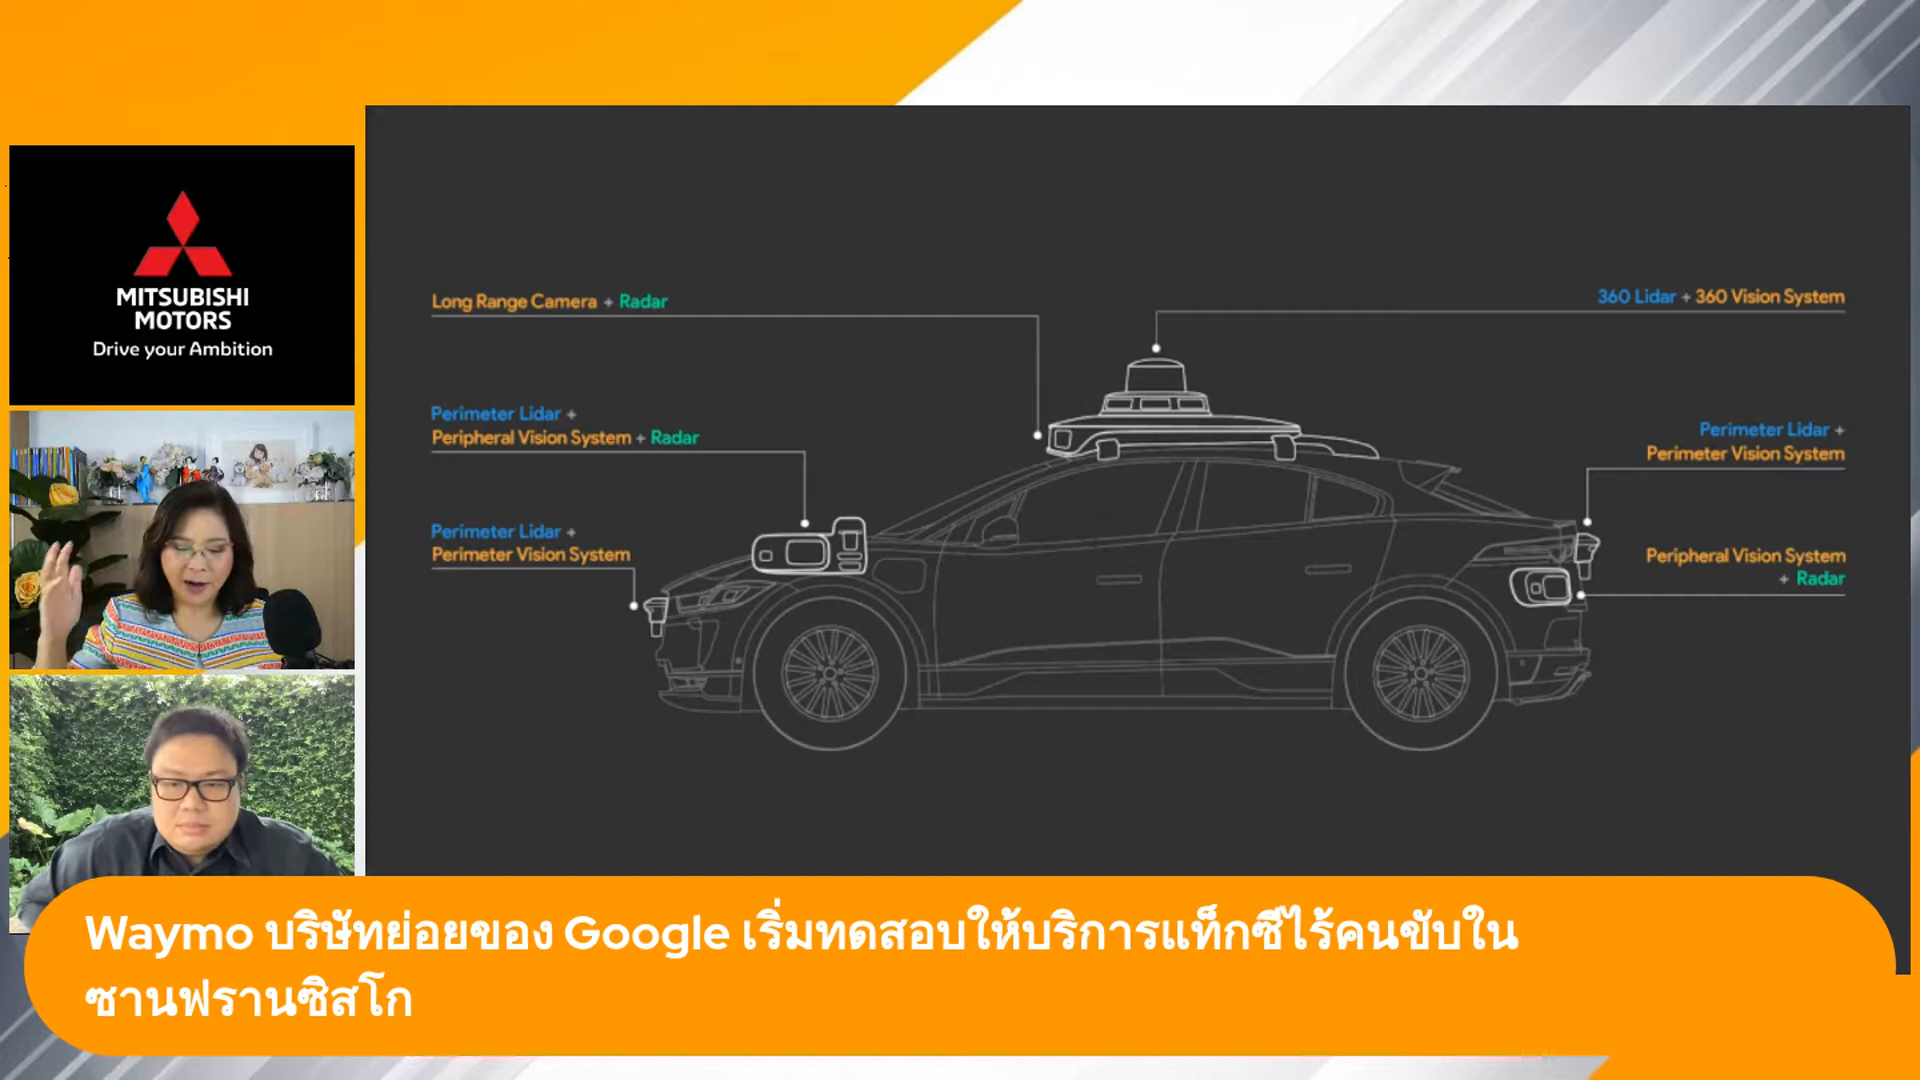 MITSUBISHI
MOTORS
Drive your Ambition
Long Range Camera + Radar
360 Lidar + 360 Vision System
Perimeter Lidar +
Peripheral Vision System + Radar
Perimeter Lidar +
Perimeter Vision System
Perimeter Lidar +
Perimeter Vision System
Peripheral Vision System
+ Radar
Waymo บริษัทย่อยของ Google เริ่มทดสอบให้บริการแท็กซี่ไร้คนขับใน
ซานฟรานซิสโก